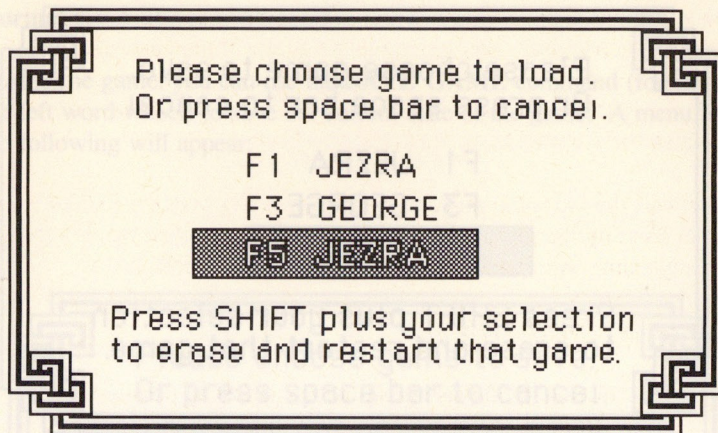 Please choose game to load
Or press space bar to cancel.
F1 JEZRA
F3 GEORGE
F5 JEZRA
Press SHIFT plus your selection
to erase and restart that game.